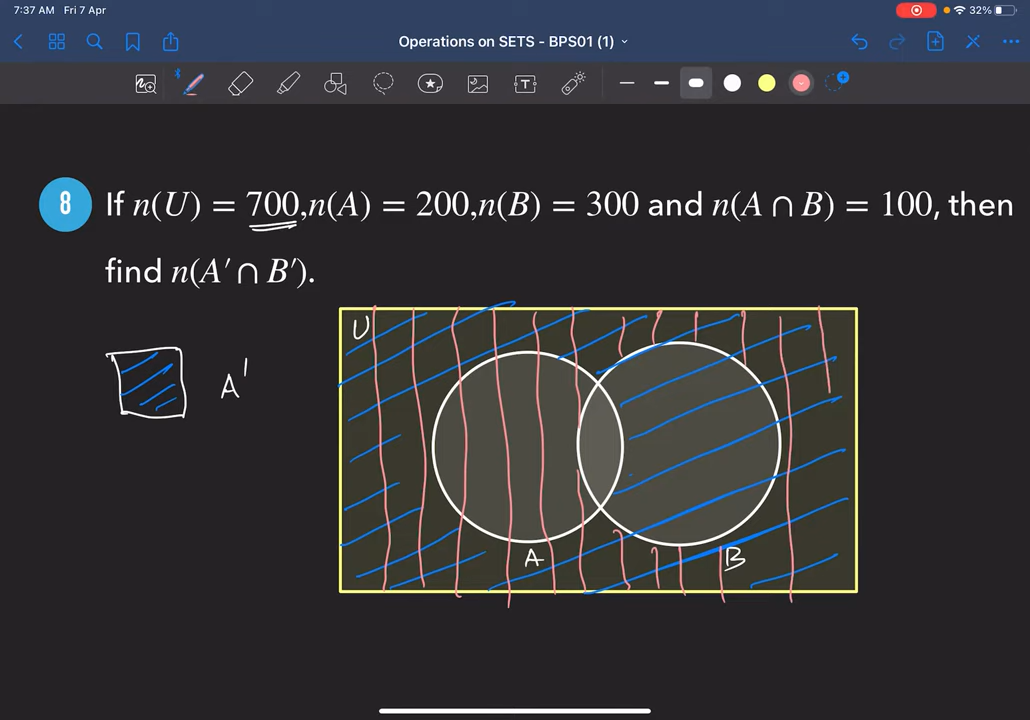 7:37 AM Fri 7 Apr
32%
Operations on SETS - BPS01 (1)
T
8 If n(U) = 700,n(A) = 200,n(B) = 300 and n(A ∩ B) = 100, then
find n(A′ ∩ B′).
U
A'
A
B